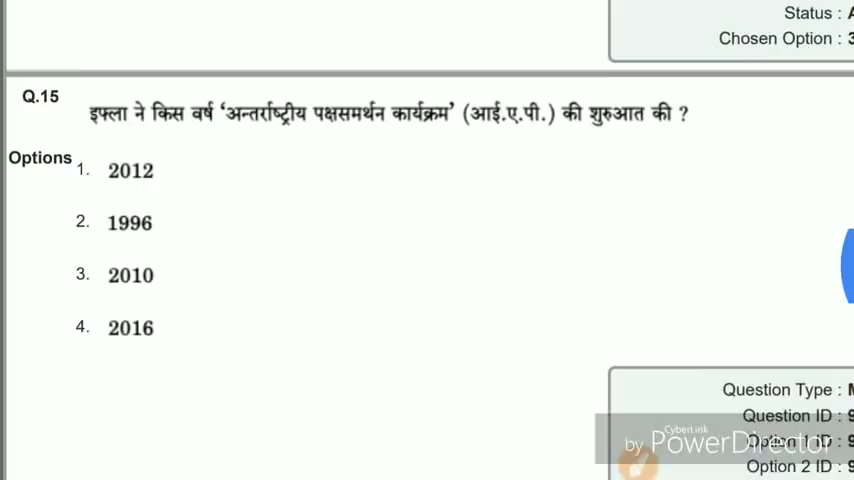 Status : A
Chosen Option : 3
Q.15
इफ्ला ने किस वर्ष ‘अन्तर्राष्ट्रीय पक्षसमर्थन कार्यक्रम’ (आई.ए.पी.) की शुरुआत की ?
Options
1. 2012
2. 1996
3. 2010
4. 2016
Question Type : M
Question ID : 9
Option 1 ID : 9
Option 2 ID : 9
CyberLink
by PowerDirector